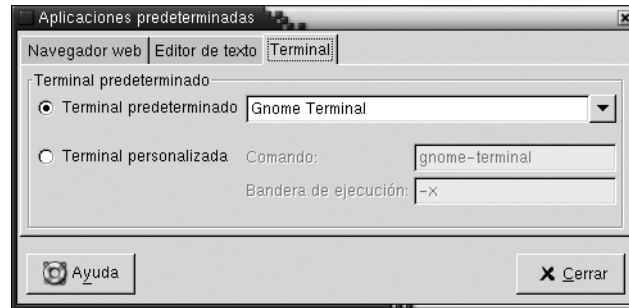 Aplicaciones predeterminadas
Navegador web Editor de texto Terminal
Terminal predeterminado
Terminal predeterminado Gnome Terminal
Terminal personalizada Comando: gnome-terminal
Bandera de ejecución: -x
Ayuda Cerrar